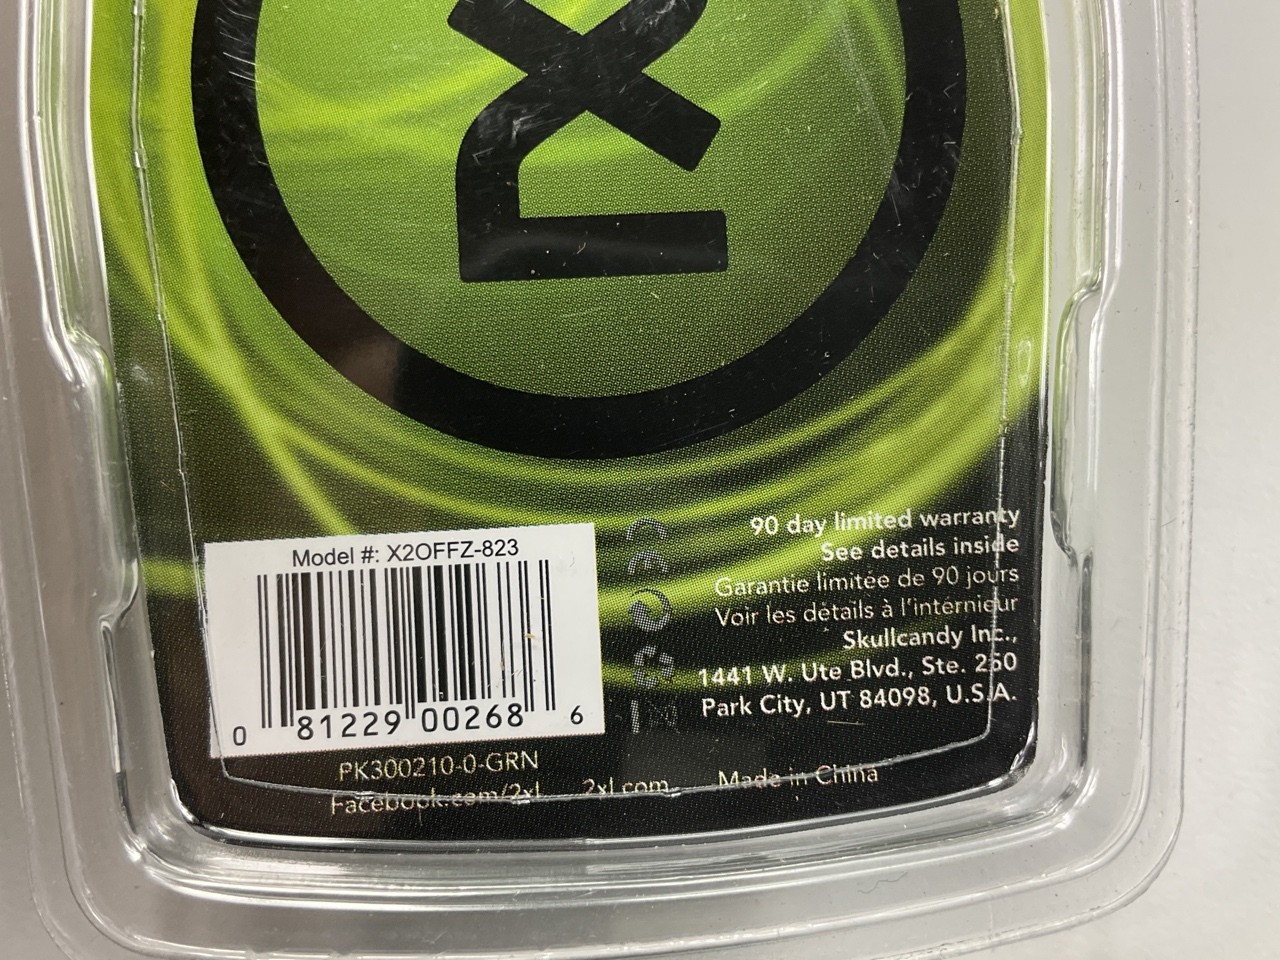 Model #: X2OFFZ-823
0 81229 00268 6
PK300210-0-GRN
Facebook.com/2xl 2xl.com Made in China
90 day limited warranty
See details inside
Garantie limitée de 90 jours
Voir les détails à l'intérnieur
Skullcandy Inc.,
1441 W. Ute Blvd., Ste. 250
Park City, UT 84098, U.S.A.